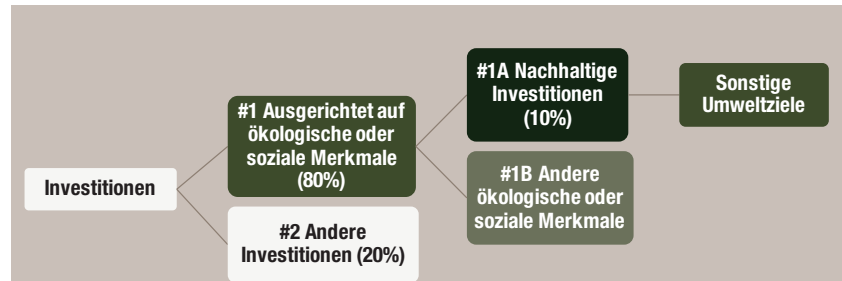 Investitionen
#1 Ausgerichtet auf
ökologische oder
soziale Merkmale
(80%)
#2 Andere
Investitionen (20%)
#1A Nachhaltige
Investitionen
(10%)
#1B Andere
ökologische oder
soziale Merkmale
Sonstige
Umweltziele